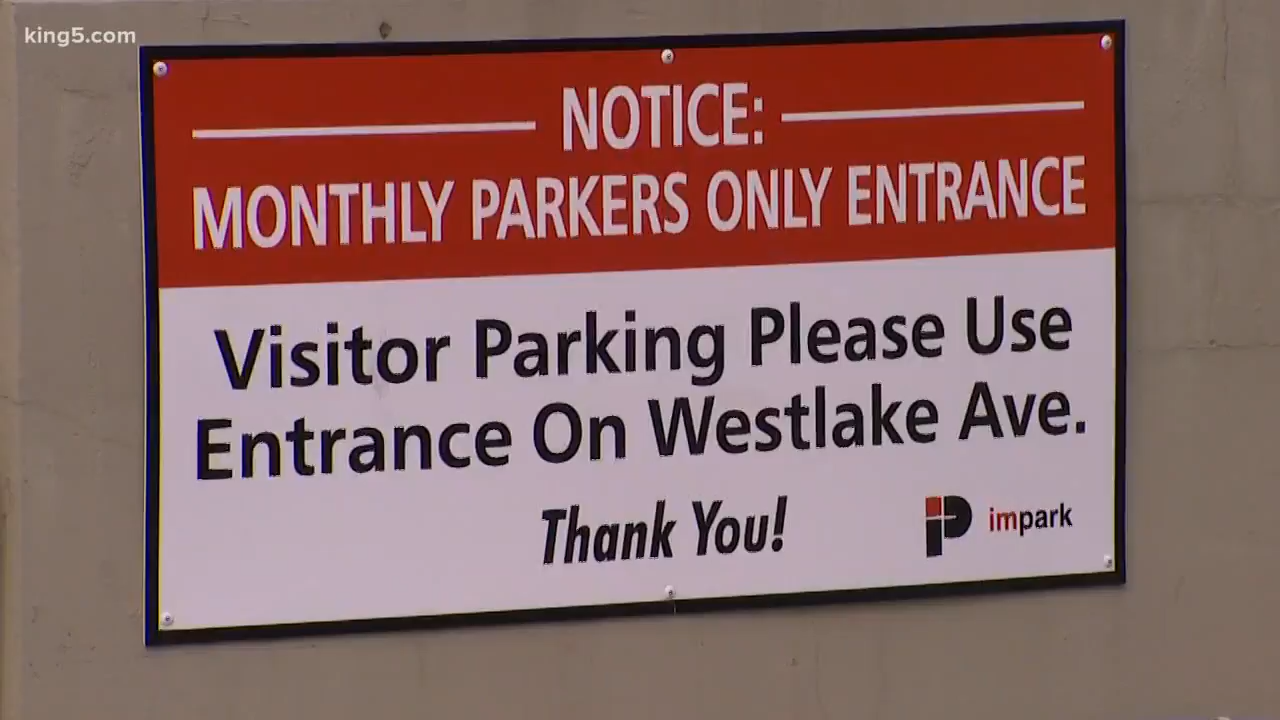 king5.com
NOTICE:
MONTHLY PARKERS ONLY ENTRANCE
Visitor Parking Please Use
Entrance On Westlake Ave.
Thank You!
impark